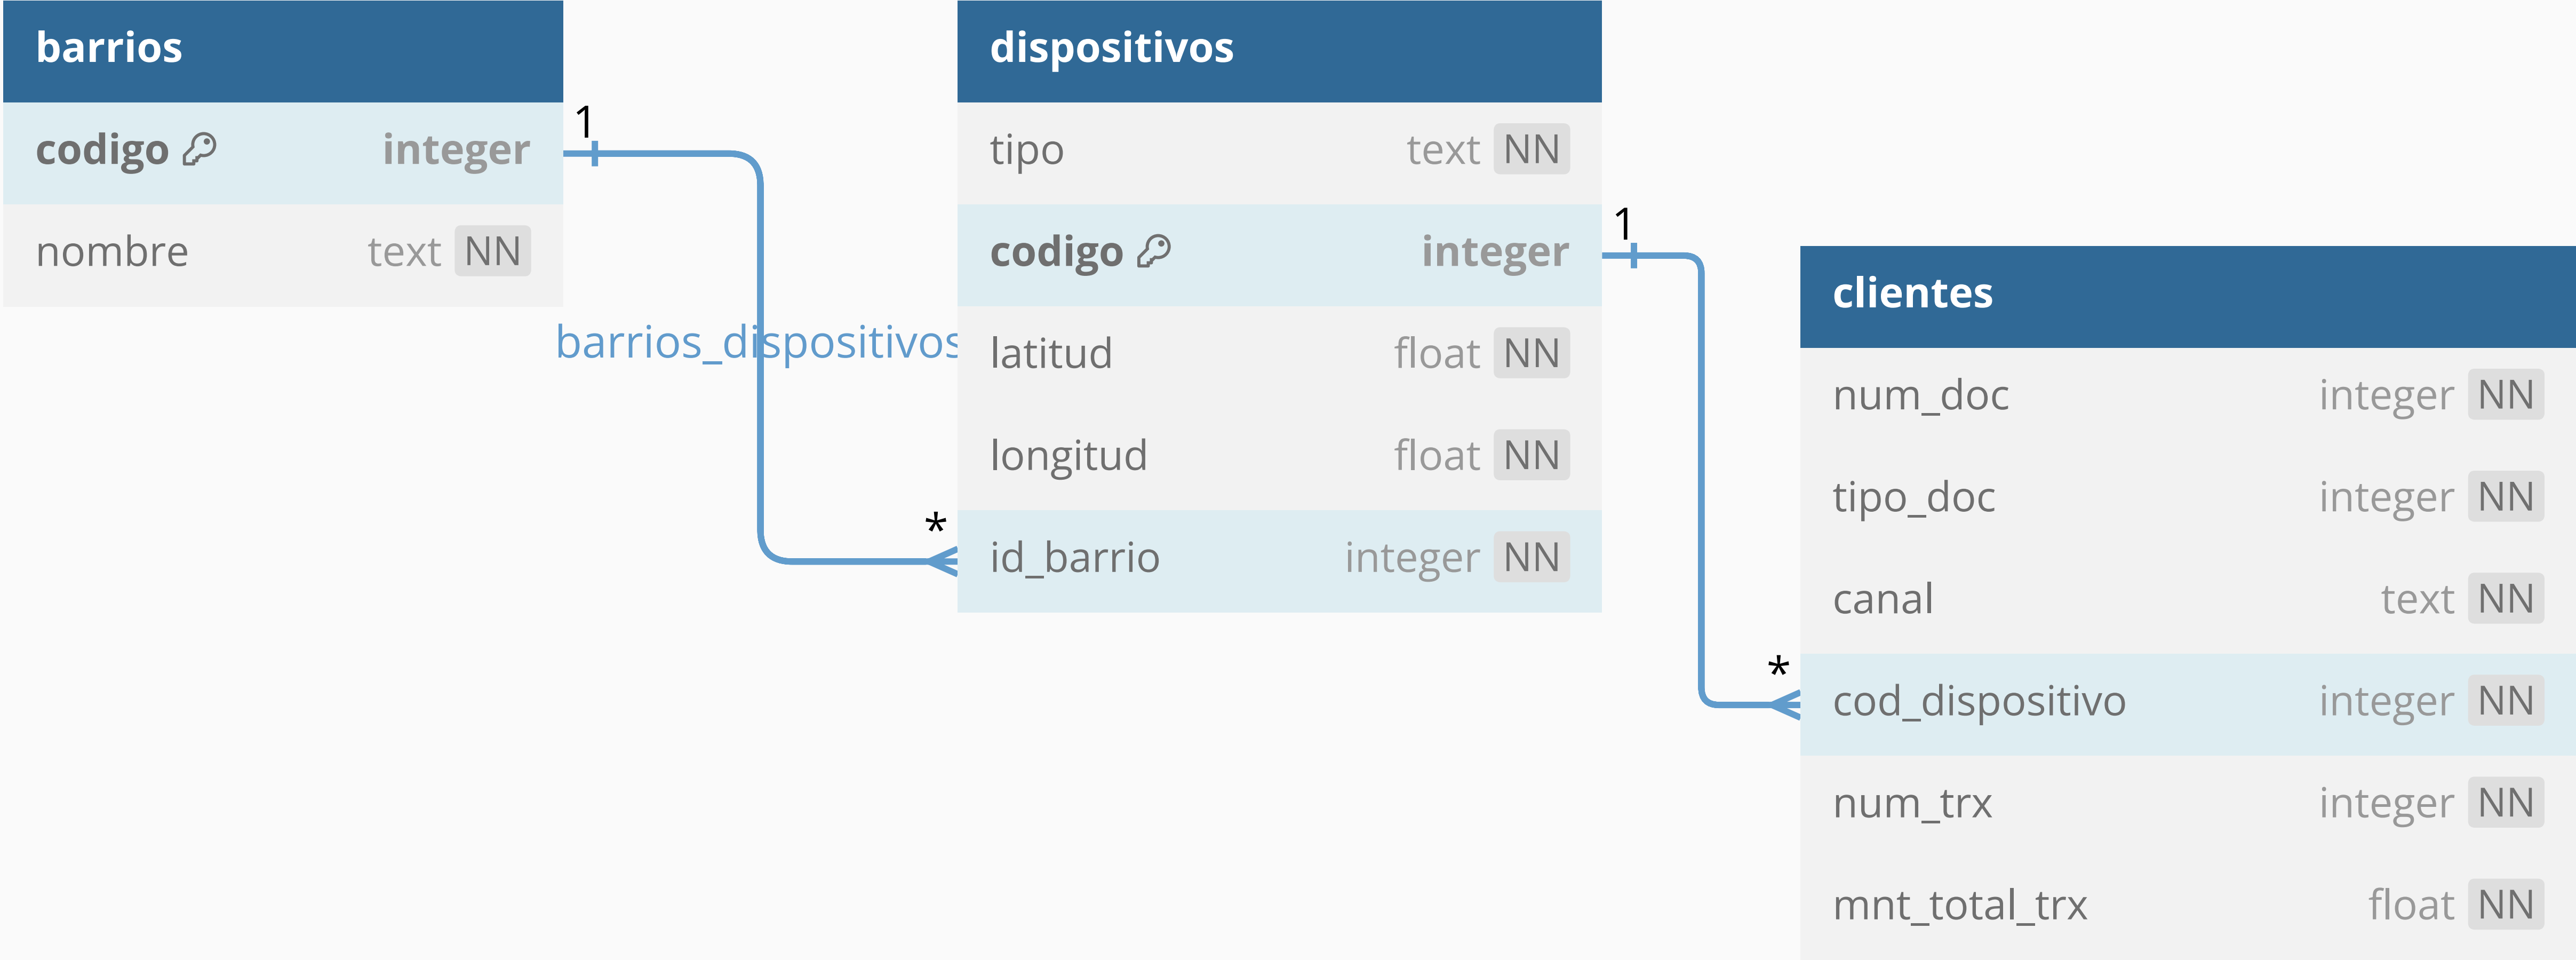 barrios
codigo integer
nombre text NN
1
barrios_dispositivos
*
dispositivos
tipo text NN
codigo integer
latitud float NN
longitud float NN
id_barrio integer NN
1
*
clientes
num_doc integer NN
tipo_doc integer NN
canal text NN
cod_dispositivo integer NN
num_trx integer NN
mnt_total_trx float NN